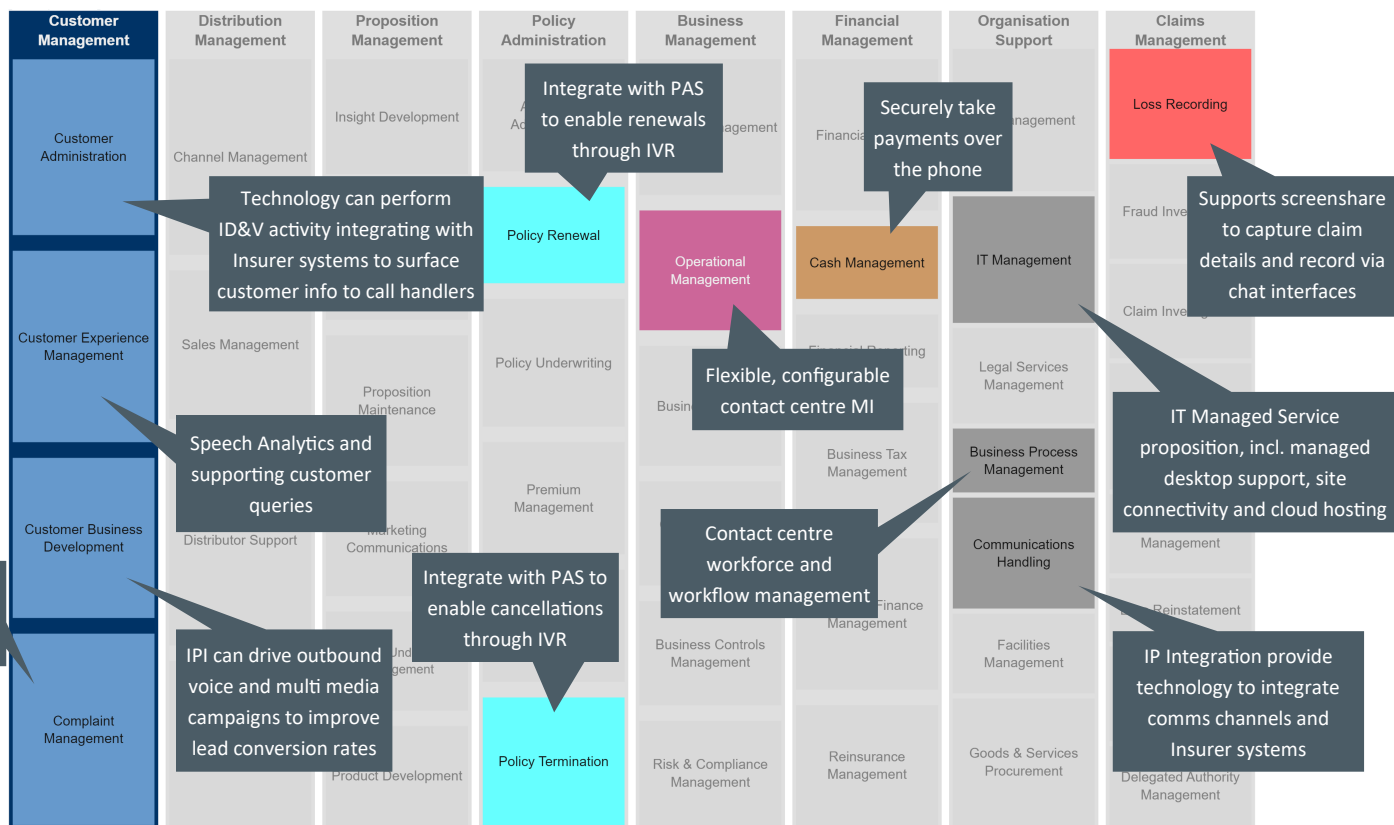 Customer
Management
Distribution
Management
Proposition
Management
Policy
Administration
Business
Management
Financial
Management
Organisation
Support
Claims
Management
Customer
Administration
Customer Experience
Management
Customer Business
Development
Complaint
Management
Channel Management
Sales Management
Distributor Support
Insight Development
Proposition
Maintenance
Marketing
Communications
Product Development
Integrate with PAS
to enable renewals
through IVR
Policy Renewal
Policy Underwriting
Premium
Management
Integrate with PAS to
enable cancellations
through IVR
Policy Termination
Technology can perform
ID&V activity integrating with
Insurer systems to surface
customer info to call handlers
Speech Analytics and
supporting customer
queries
IPI can drive outbound
voice and multi media
campaigns to improve
lead conversion rates
Operational
Management
Flexible, configurable
contact centre MI
Business Controls
Management
Risk & Compliance
Management
Securely take
payments over
the phone
Cash Management
Financial Reporting
Business Tax
Management
Finance
Management
Reinsurance
Management
IT Management
Legal Services
Management
Business Process
Management
Communications
Handling
Facilities
Management
Goods & Services
Procurement
Contact centre
workforce and
workflow management
Loss Recording
Supports screenshare
to capture claim
details and record via
chat interfaces
IT Managed Service
proposition, incl. managed
desktop support, site
connectivity and cloud hosting
Management
Reinstatement
IP Integration provide
technology to integrate
comms channels and
Insurer systems
Delegated Authority
Management